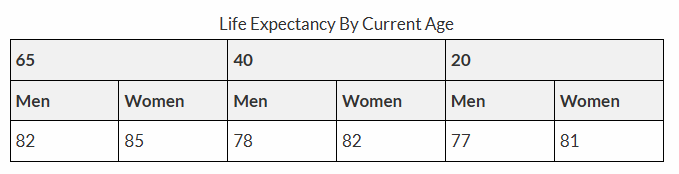 Life Expectancy By Current Age
65 40 20
Men Women Men Women Men Women
82 85 78 82 77 81